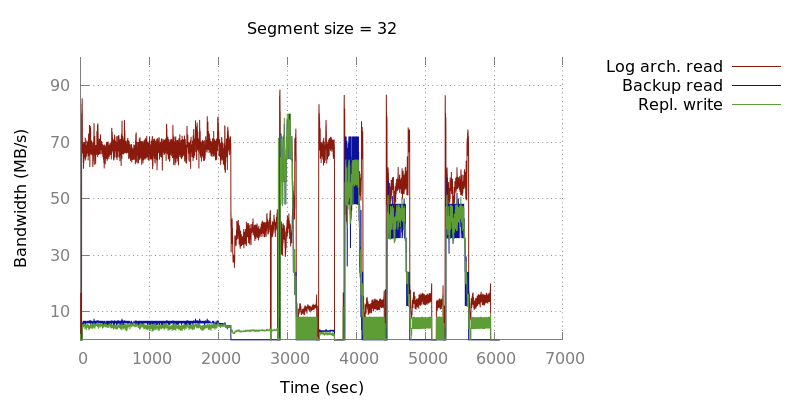 Segment size = 32
Log arch. read
Backup read
Repl. write
Bandwidth (MB/s)
90
70
50
30
10
0 1000 2000 3000 4000 5000 6000 7000
Time (sec)